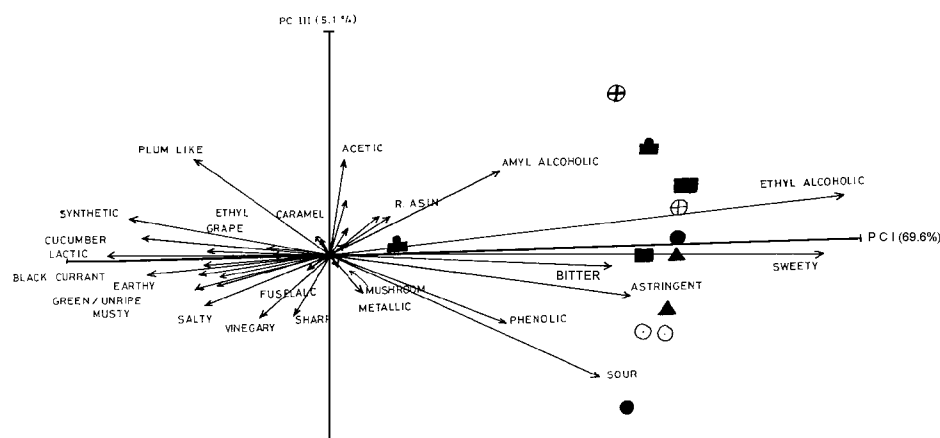 PC III (5.1 %)
PLUM LIKE
ACETIC
AMYL ALCOHOLIC
ETHYL ALCOHOLIC
SYNTHETIC
ETHYL
GRAPE
CARAMEL
R. ASIN
CUCUMBER
LACTIC
PC I (69.6%)
BLACK CURRANT
EARTHY
BITTER
SWEETY
GREEN/UNRIPE
MUSTY
FUSELALC
MUSHROOM
METALLIC
ASTRINGENT
SALTY
VINEGARY
SHARP
PHENOLIC
SOUR